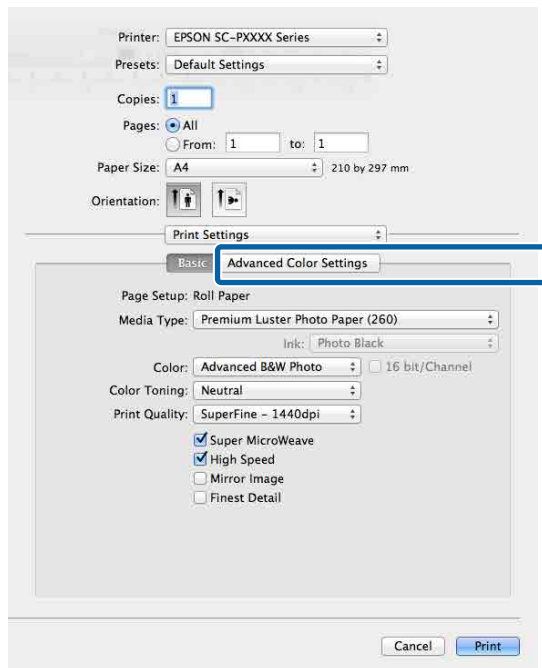 Printer: EPSON SC-PXXXX Series
Presets: Default Settings
Copies: 1
Pages: All
From: 1 to: 1
Paper Size: A4 210 by 297 mm
Orientation:
Print Settings
Basic Advanced Color Settings
Page Setup: Roll Paper
Media Type: Premium Luster Photo Paper (260)
Ink: Photo Black
Color: Advanced B&W Photo 16 bit/Channel
Color Toning: Neutral
Print Quality: SuperFine - 1440dpi
Super MicroWeave
High Speed
Mirror Image
Finest Detail
Cancel Print